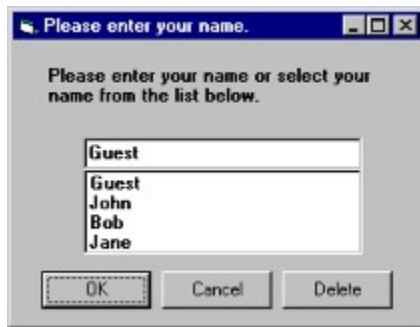 Please enter your name.
Please enter your name or select your
name from the list below.
Guest
Guest
John
Bob
Jane
OK Cancel Delete